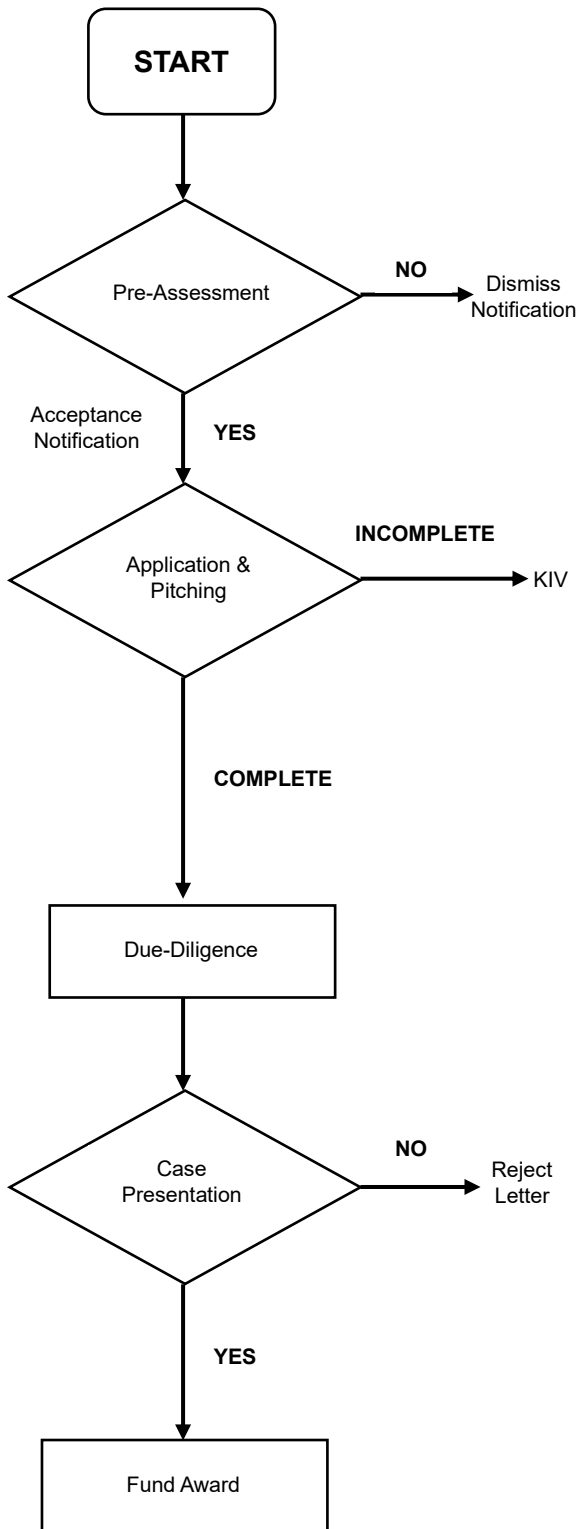 START
Pre-Assessment
NO
Dismiss
Notification
Acceptance
Notification
YES
Application &
Pitching
INCOMPLETE
KIV
COMPLETE
Due-Diligence
Case
Presentation
NO
Reject
Letter
YES
Fund Award